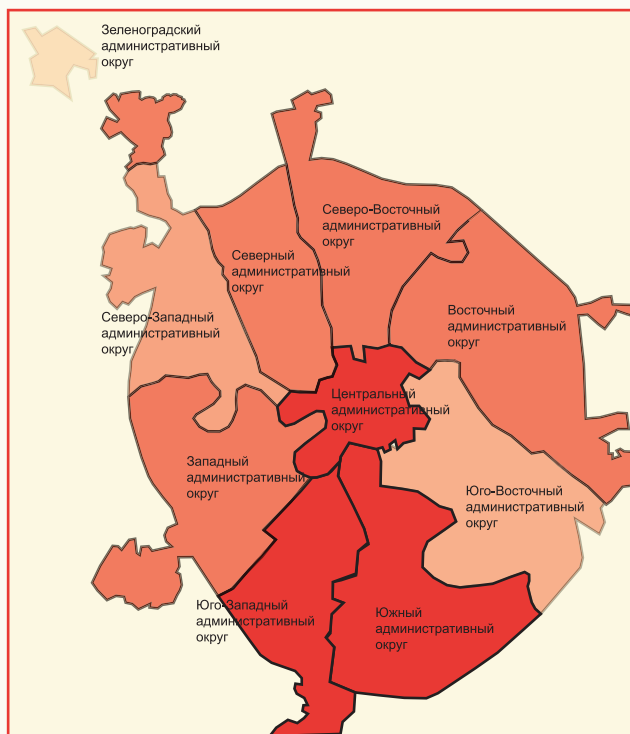 Зеленоградский
административный
округ
Северо-Восточный
административный
округ
Северный
административный
округ
Северо-Западный
административный
округ
Восточный
административный
округ
Центральный
административный
округ
Западный
административный
округ
Юго-Восточный
административный
округ
Юго-Западный
административный
округ
Южный
административный
округ